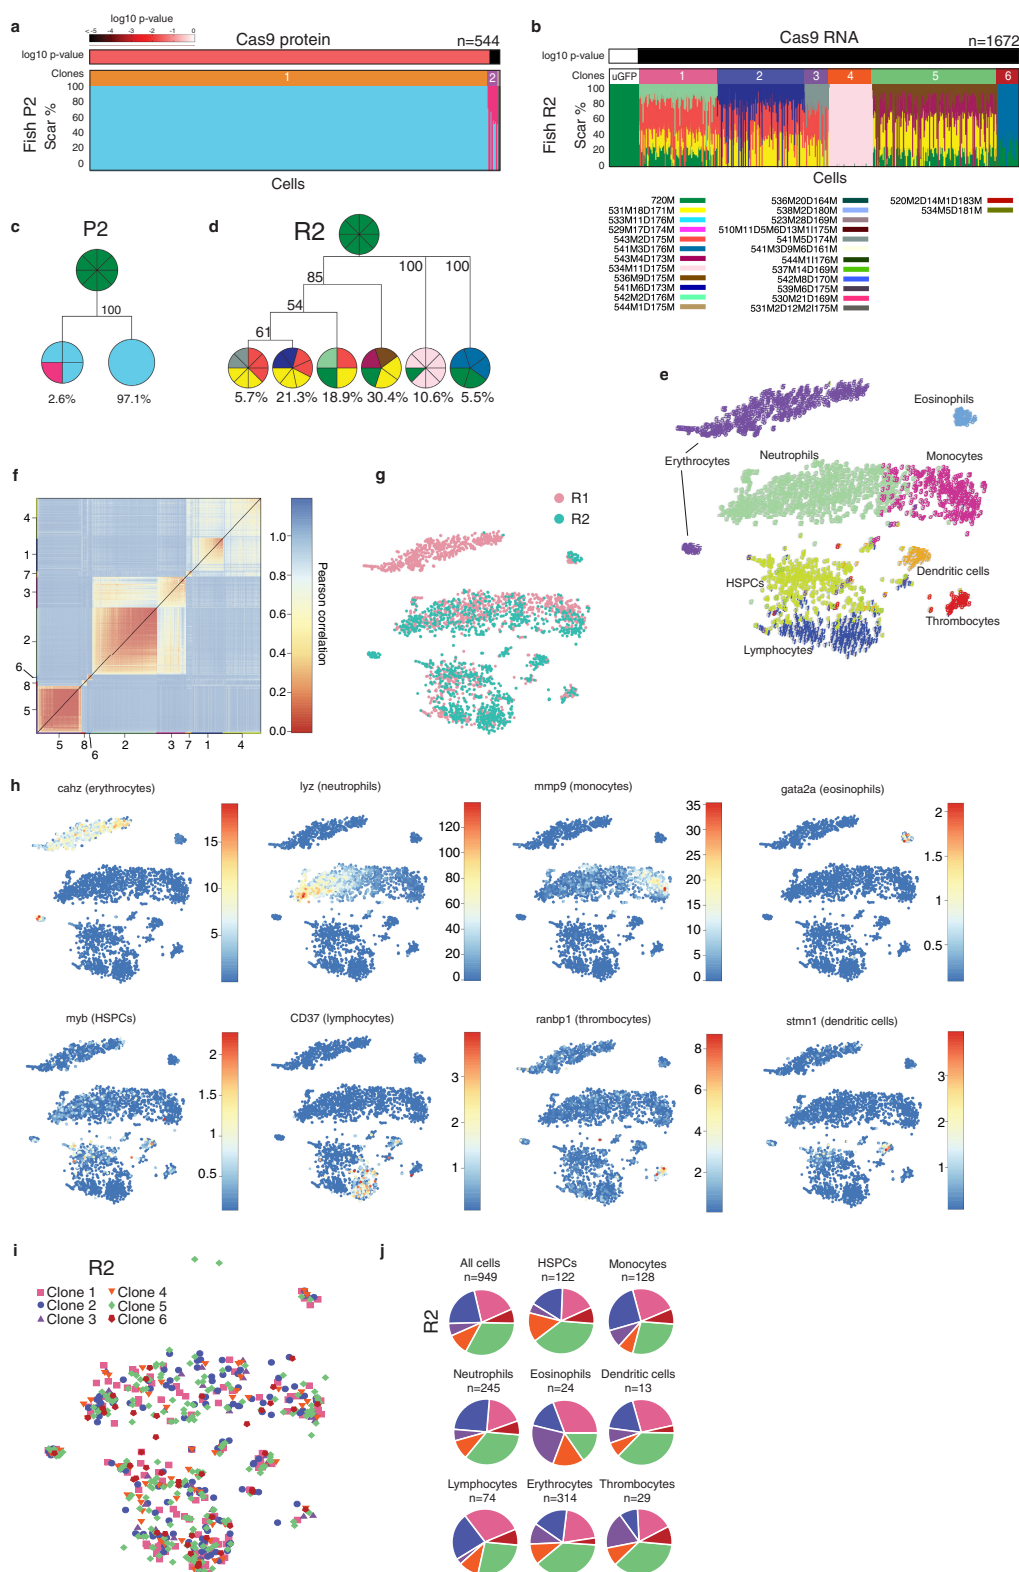 a
log10 p-value
<-5 -4 -3 -2 -1 0
Cas9 protein
n=544
log10 p-value
Clones
1
2
Fish P2
Scar %
100
80
60
40
20
0
Cells
b
Cas9 RNA
n=1672
log10 p-value
Clones
uGFP
1
2
3
4
5
6
Fish R2
Scar %
100
80
60
40
20
0
Cells
720M
531M18D171M
533M11D176M
529M17D174M
543M2D175M
541M3D176M
543M4D173M
534M11D175M
536M9D175M
541M6D173M
542M2D176M
544M1D175M
536M20D164M
538M2D180M
523M28D169M
510M11D5M6D13M1I175M
541M5D174M
541M3D9M6D161M
544M1I176M
537M14D169M
542M8D170M
539M6D175M
530M21D169M
531M2D12M2I175M
520M2D14M1D183M
534M5D181M
c
P2
100
2.6%
97.1%
d
R2
85
100
100
54
61
5.7%
21.3%
18.9%
30.4%
10.6%
5.5%
e
Eosinophils
Neutrophils
Monocytes
Erythrocytes
HSPCs
Dendritic cells
Thrombocytes
Lymphocytes
f
4
1
7
3
2
6
8
5
5 8 6 2 3 7 1 4
1.0
0.8
0.6
0.4
0.2
0.0
Pearson correlation
g
R1
R2
h
cahz (erythrocytes)
15
10
5
lyz (neutrophils)
120
100
80
60
40
20
0
mmp9 (monocytes)
35
30
25
20
15
10
5
0
gata2a (eosinophils)
2
1.5
1
0.5
myb (HSPCs)
2
1.5
1
0.5
CD37 (lymphocytes)
3
2
1
ranbp1 (thrombocytes)
8
6
4
2
stmn1 (dendritic cells)
3
2
1
i
R2
Clone 1
Clone 2
Clone 3
Clone 4
Clone 5
Clone 6
j
R2
All cells
n=949
HSPCs
n=122
Monocytes
n=128
Neutrophils
n=245
Eosinophils
n=24
Dendritic cells
n=13
Lymphocytes
n=74
Erythrocytes
n=314
Thrombocytes
n=29